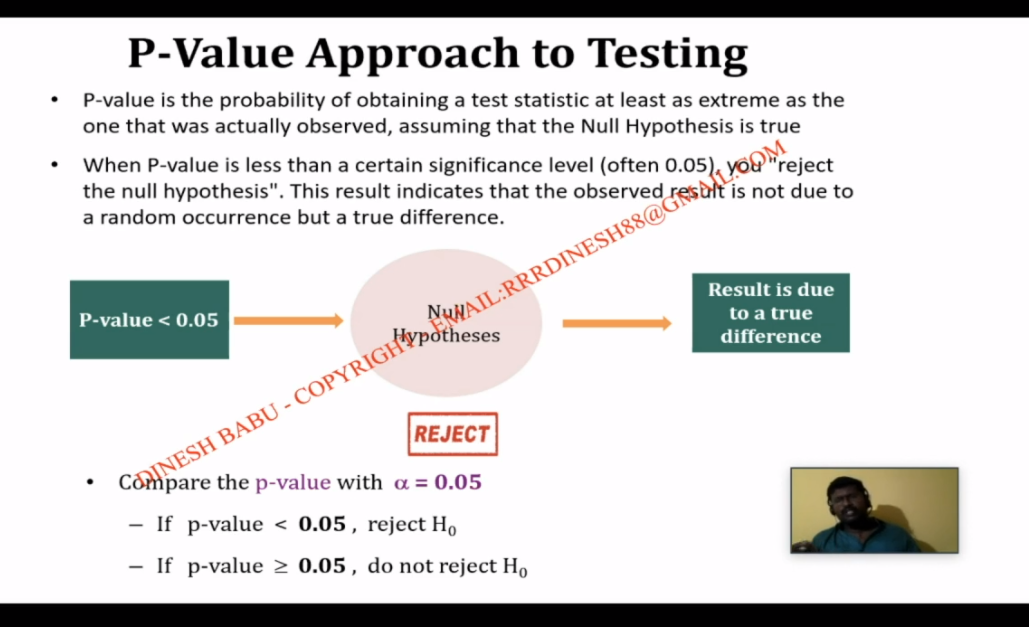 P-Value Approach to Testing
• P-value is the probability of obtaining a test statistic at least as extreme as the
one that was actually observed, assuming that the Null Hypothesis is true
• When P-value is less than a certain significance level (often 0.05), you "reject
the null hypothesis". This result indicates that the observed result is not due to
a random occurrence but a true difference.
P-value < 0.05
Null
Hypotheses
Result is due
to a true
difference
DINESH BABU - COPYRIGHT - EMAIL:RRRDINESH88@GMAIL.COM
REJECT
• Compare the p-value with α = 0.05
– If p-value < 0.05 , reject H₀
– If p-value ≥ 0.05 , do not reject H₀